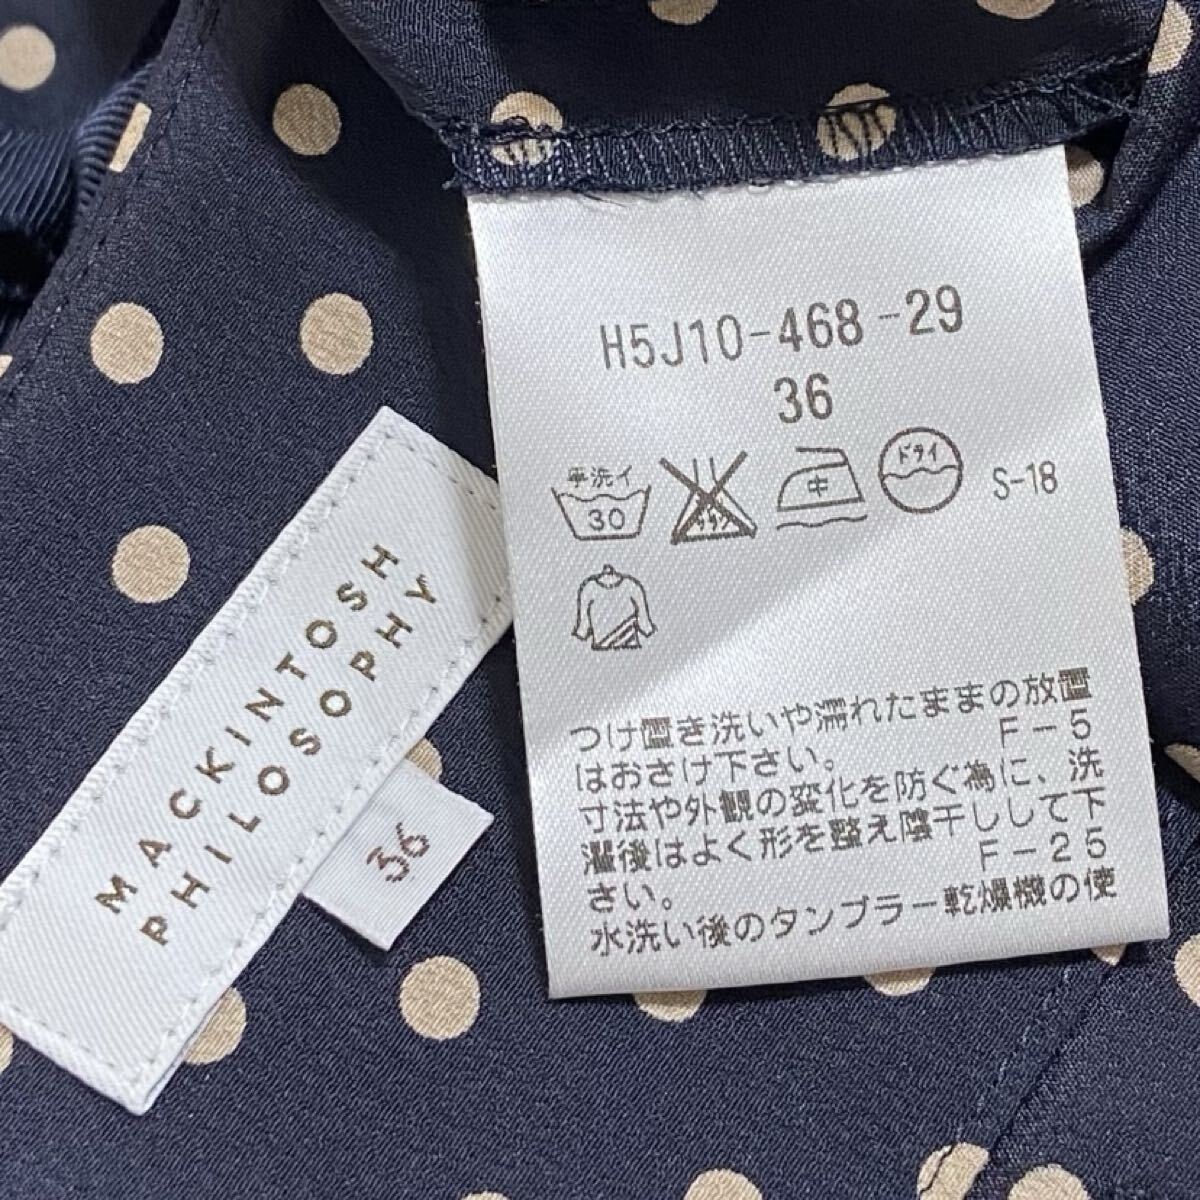 H5J10-468-29
36
手洗イ
30
サラシ
中
ドライ
S-18
つけ置き洗いや濡れたままの放置
はおさけ下さい。
F-5
寸法や外観の変化を防ぐ為に、洗
濯後はよく形を整え陰干しして下
さい。
F-25
水洗い後のタンブラー乾燥機の使
MACKINTOSH
PHILOSOPHY
36